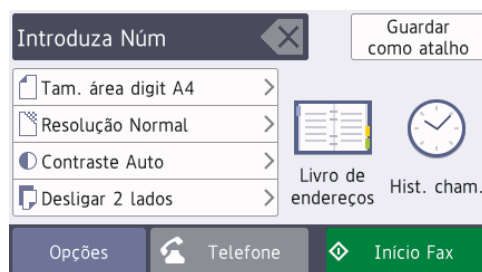 Introduza Núm
Guardar
como atalho
Tam. área digit A4
Resolução Normal
Contraste Auto
Desligar 2 lados
Livro de
endereços
Hist. cham.
Opções
Telefone
Início Fax